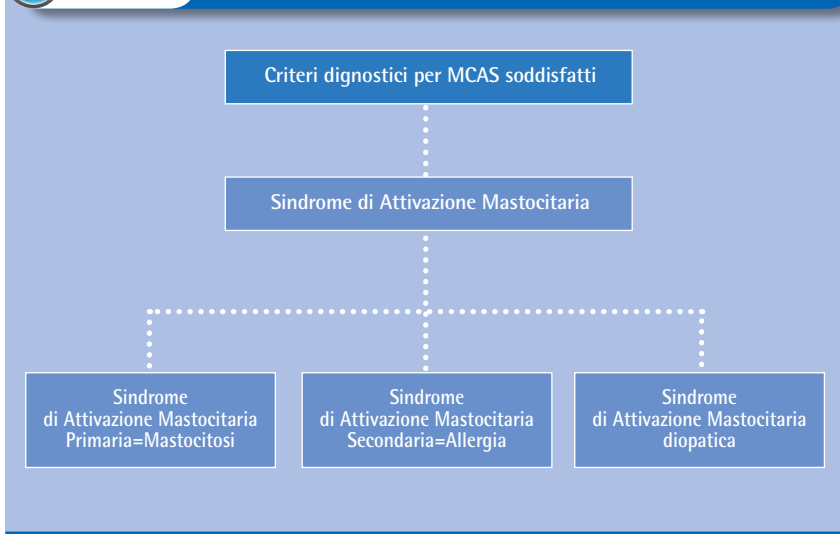 Criteri dignostici per MCAS soddisfatti
Sindrome di Attivazione Mastocitaria
Sindrome
di Attivazione Mastocitaria
Primaria=Mastocitosi
Sindrome
di Attivazione Mastocitaria
Secondaria=Allergia
Sindrome
di Attivazione Mastocitaria
diopatica